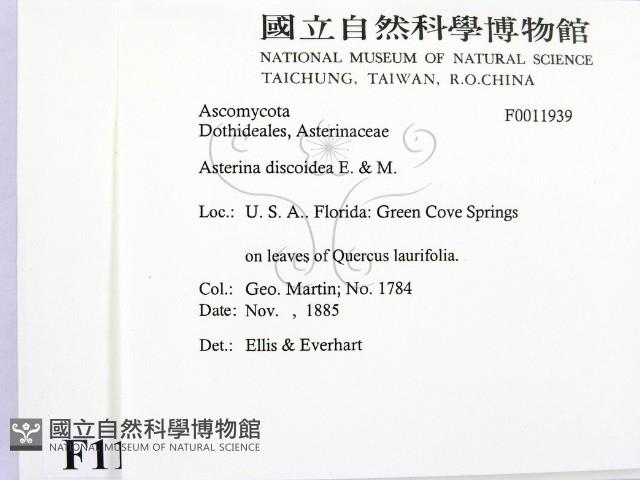 國立自然科學博物館
NATIONAL MUSEUM OF NATURAL SCIENCE
TAICHUNG, TAIWAN, R.O.CHINA
Ascomycota F0011939
Dothideales, Asterinaceae
Asterina discoidea E. & M.
Loc.: U. S. A.. Florida: Green Cove Springs
on leaves of Quercus laurifolia.
Col.: Geo. Martin; No. 1784
Date: Nov. , 1885
Det.: Ellis & Everhart
國立自然科學博物館
NATIONAL MUSEUM OF NATURAL SCIENCE